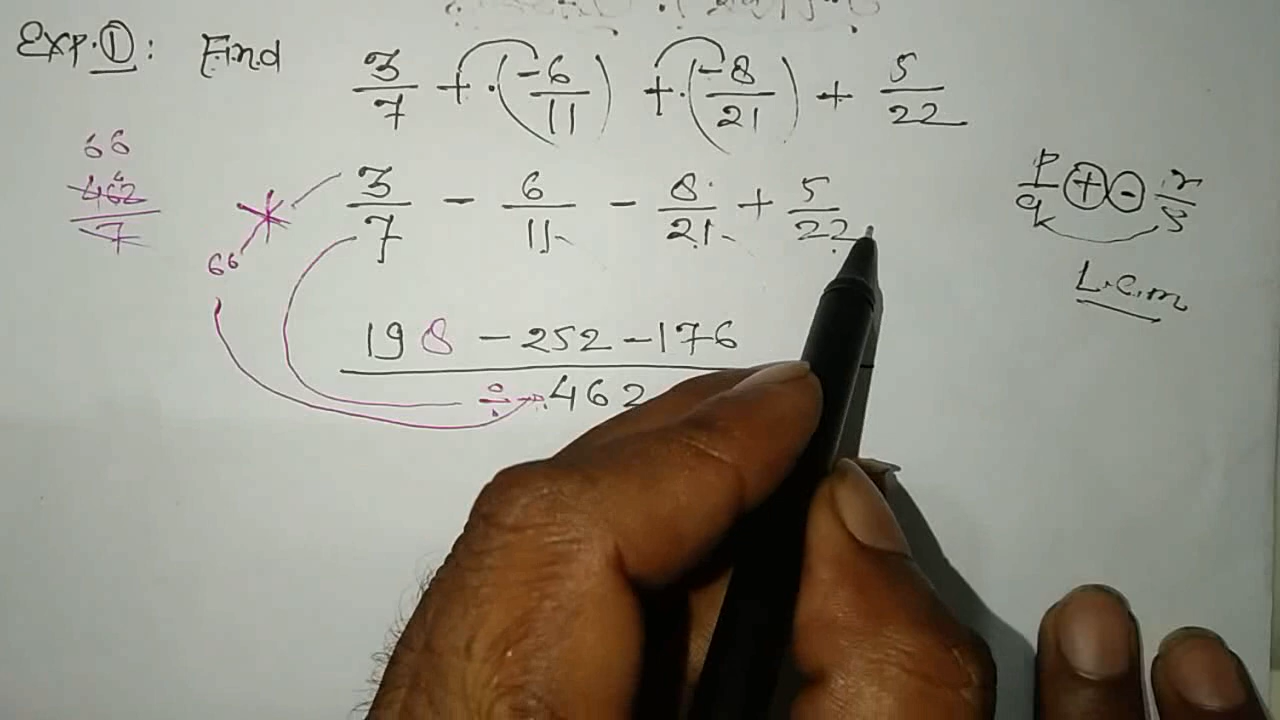 Exp.①: Find 3/7 + (-6/11) + (-8/21) + 5/22
3/7 - 6/11 - 8/21 + 5/22
66
462/7
66
198 - 252 - 176
÷ 462
p/q + - r/s
L.c.m